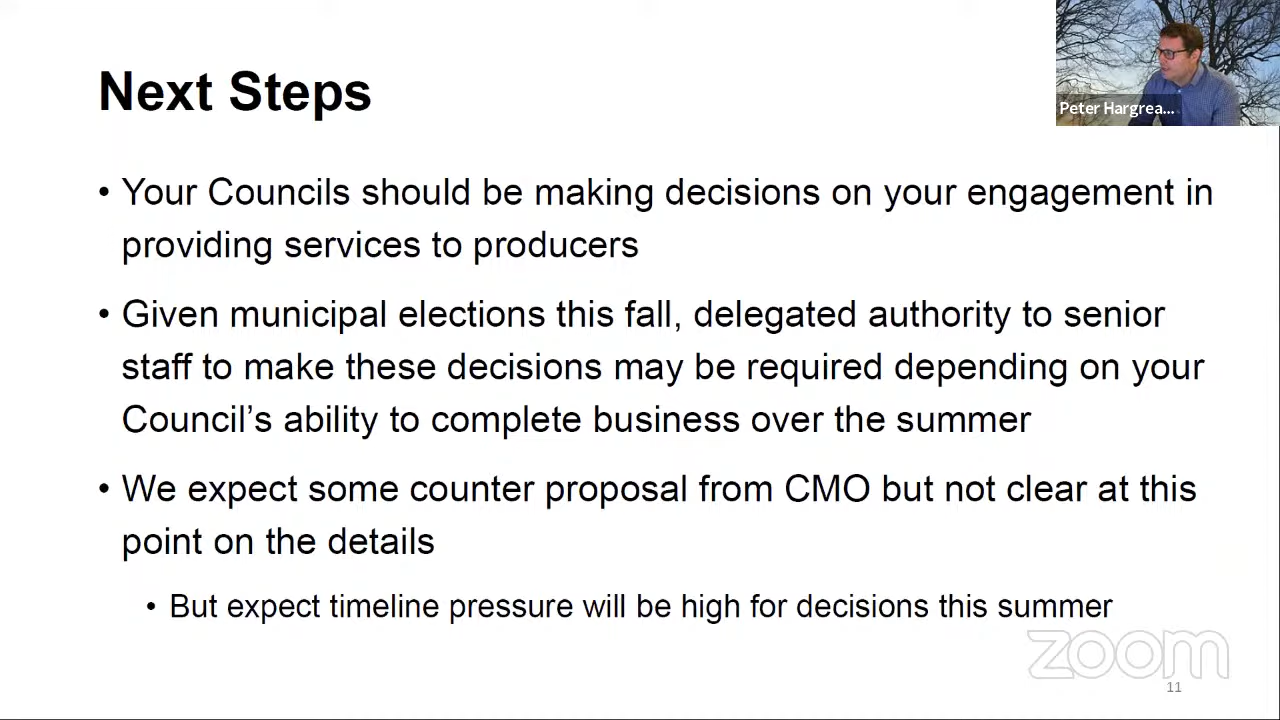 Next Steps
Peter Hargrea...
• Your Councils should be making decisions on your engagement in
providing services to producers
• Given municipal elections this fall, delegated authority to senior
staff to make these decisions may be required depending on your
Council's ability to complete business over the summer
• We expect some counter proposal from CMO but not clear at this
point on the details
• But expect timeline pressure will be high for decisions this summer
zoom
11